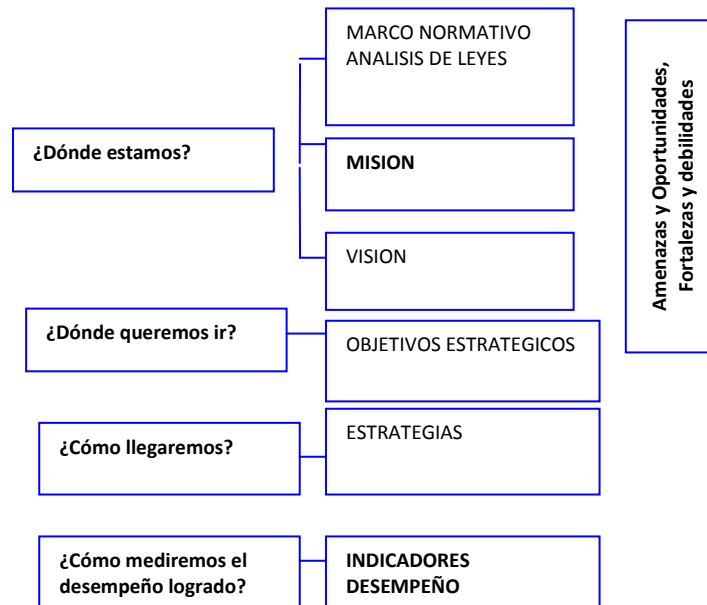 MARCO NORMATIVO
ANALISIS DE LEYES
¿Dónde estamos?
MISION
VISION
Amenazas y Oportunidades,
Fortalezas y debilidades
¿Dónde queremos ir?
OBJETIVOS ESTRATEGICOS
¿Cómo llegaremos?
ESTRATEGIAS
¿Cómo mediremos el
desempeño logrado?
INDICADORES
DESEMPEÑO